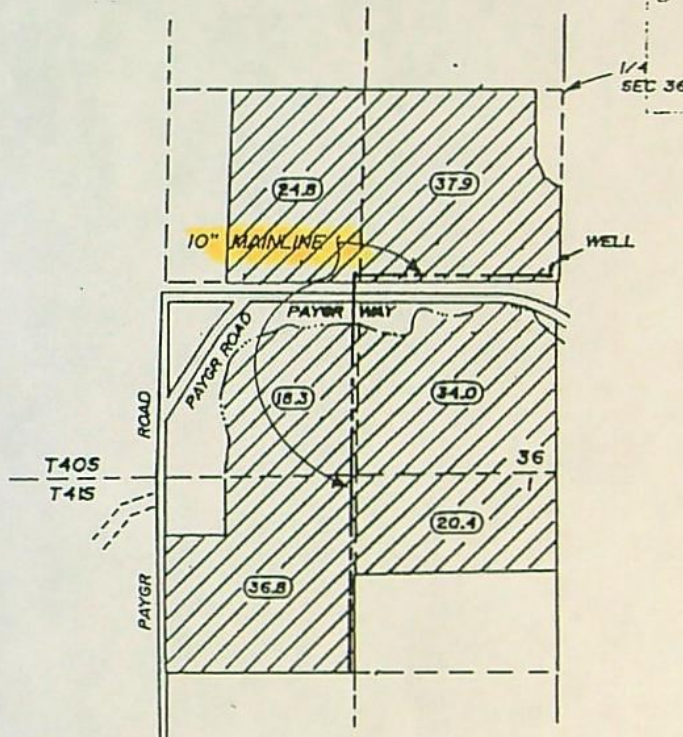 1/4
SEC 36
24.8
37.9
10" MAINLINE
WELL
PAYGR WAY
PAYGR ROAD
18.3
34.0
ROAD
T40S
T41S
36
1
20.4
36.8
PAYGR